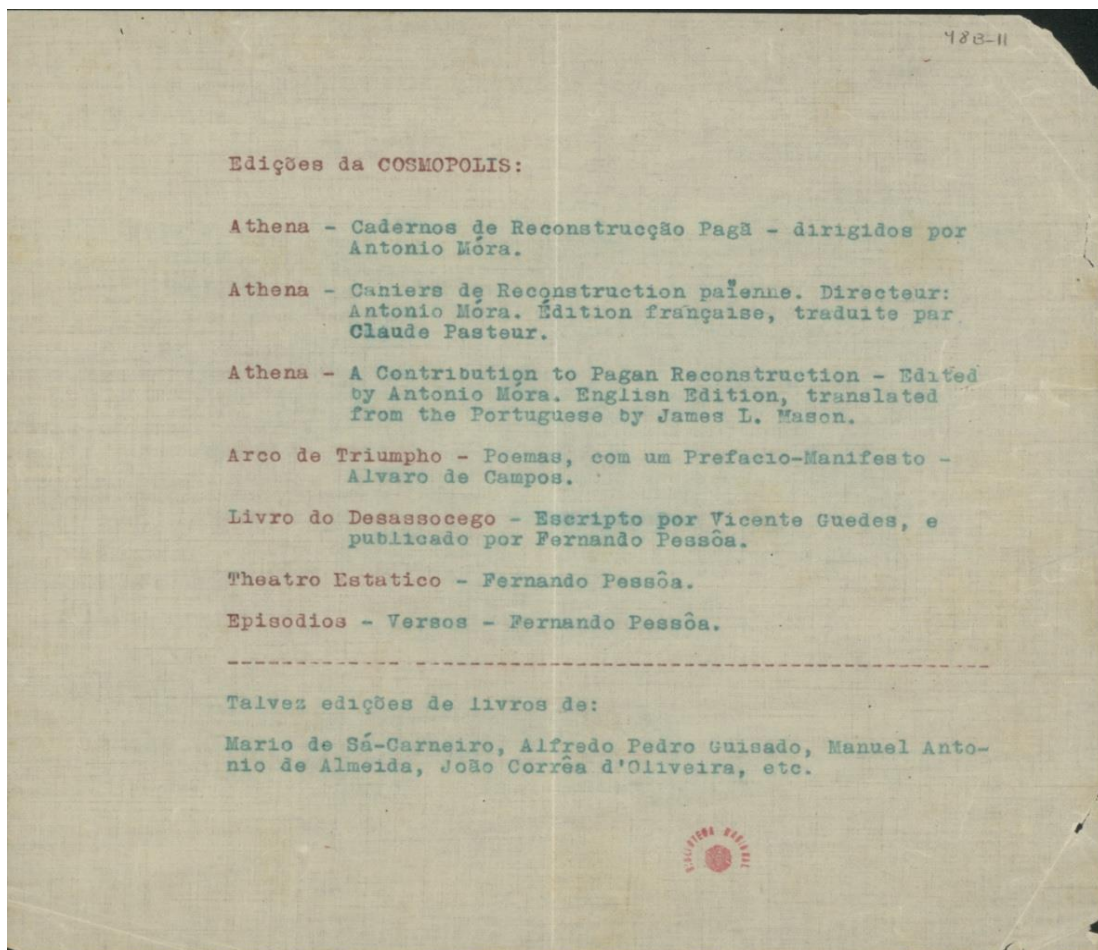 48B-11
Edições da COSMOPOLIS:
Athena - Cadernos de Reconstrucção Pagã - dirigidos por
Antonio Móra.
Athena - Cahiers de Reconstruction païenne. Directeur:
Antonio Móra. Édition française, traduite par
Claude Pasteur.
Athena - A Contribution to Pagan Reconstruction - Edited
by Antonio Móra. English Edition, translated
from the Portuguese by James L. Mason.
Arco de Triumpho - Poemas, com um Prefacio-Manifesto -
Alvaro de Campos.
Livro do Desassocego - Escripto por Vicente Guedes, e
publicado por Fernando Pessôa.
Theatro Estatico - Fernando Pessôa.
Episodios - Versos - Fernando Pessôa.
Talvez edições de livros de:
Mario de Sá-Carneiro, Alfredo Pedro Guisado, Manuel Anto-
nio de Almeida, João Corrêa d'Oliveira, etc.
BIBLIOTECA NACIONAL